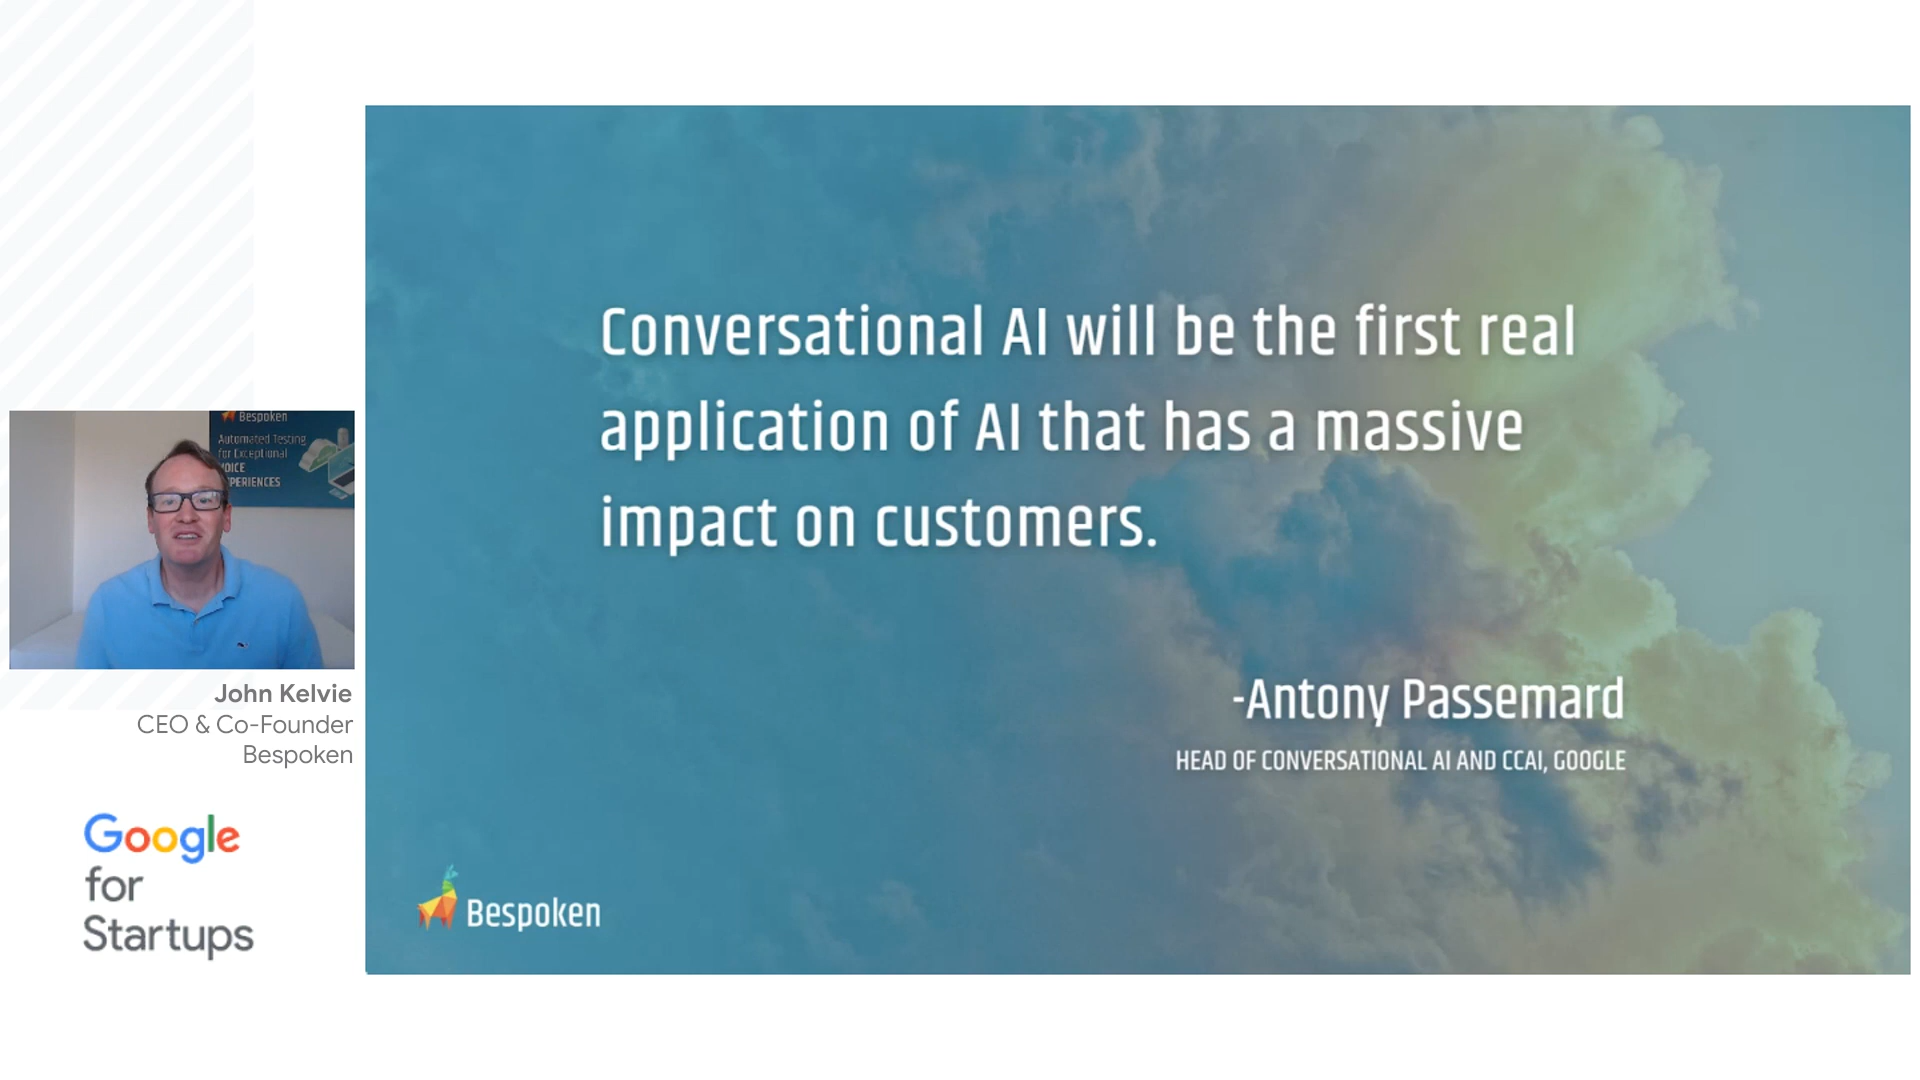 Bespoken
Automated Testing
for Exceptional
VOICE
EXPERIENCES
John Kelvie
CEO & Co-Founder
Bespoken
Google
for
Startups
Conversational AI will be the first real
application of AI that has a massive
impact on customers.
-Antony Passemard
HEAD OF CONVERSATIONAL AI AND CCAI, GOOGLE
Bespoken